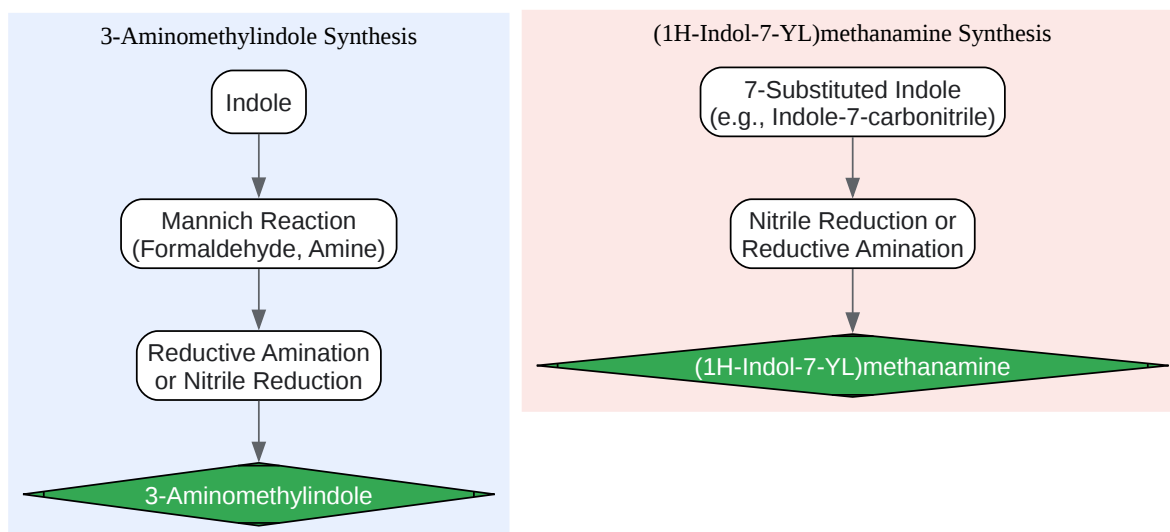 3-Aminomethylindole Synthesis
Indole
Mannich Reaction
(Formaldehyde, Amine)
Reductive Amination
or Nitrile Reduction
3-Aminomethylindole
(1H-Indol-7-YL)methanamine Synthesis
7-Substituted Indole
(e.g., Indole-7-carbonitrile)
Nitrile Reduction or
Reductive Amination
(1H-Indol-7-YL)methanamine